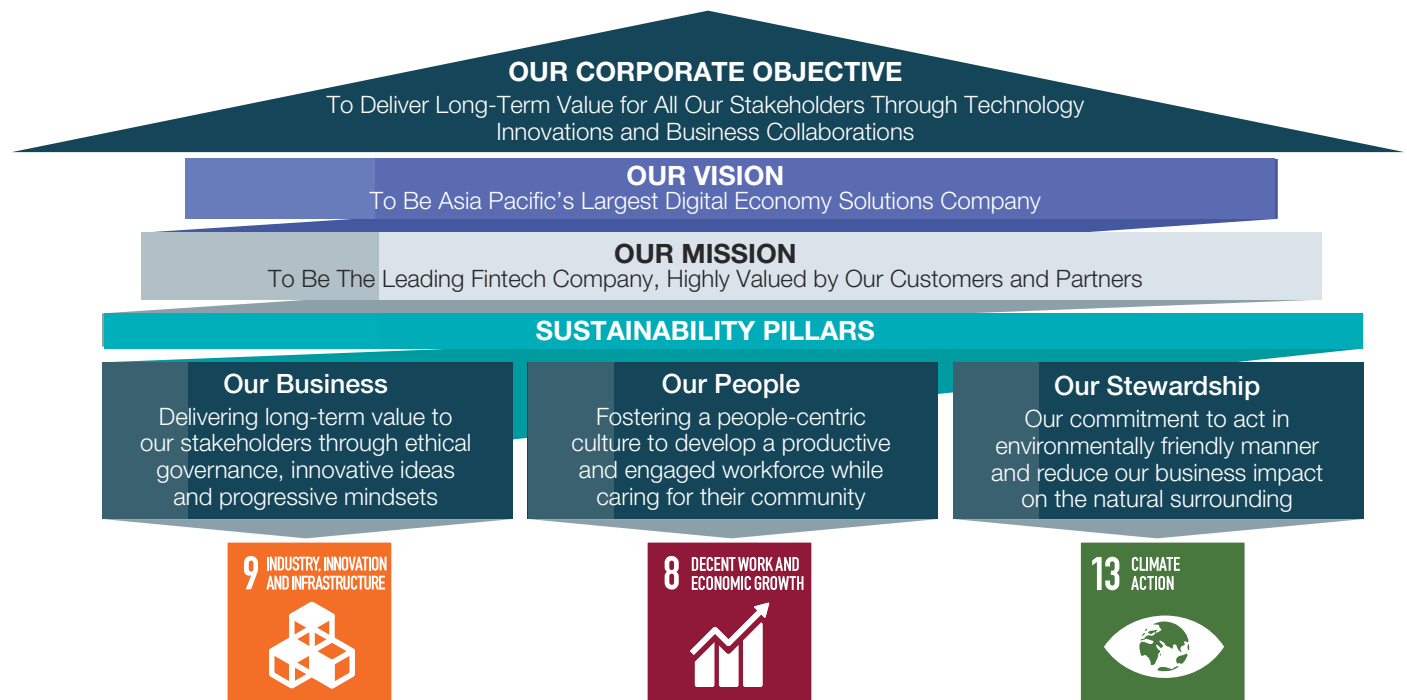 OUR CORPORATE OBJECTIVE
To Deliver Long-Term Value for All Our Stakeholders Through Technology
Innovations and Business Collaborations
OUR VISION
To Be Asia Pacific's Largest Digital Economy Solutions Company
OUR MISSION
To Be The Leading Fintech Company, Highly Valued by Our Customers and Partners
SUSTAINABILITY PILLARS
Our Business
Delivering long-term value to
our stakeholders through ethical
governance, innovative ideas
and progressive mindsets
Our People
Fostering a people-centric
culture to develop a productive
and engaged workforce while
caring for their community
Our Stewardship
Our commitment to act in
environmentally friendly manner
and reduce our business impact
on the natural surrounding
9 INDUSTRY, INNOVATION
AND INFRASTRUCTURE
8 DECENT WORK AND
ECONOMIC GROWTH
13 CLIMATE
ACTION